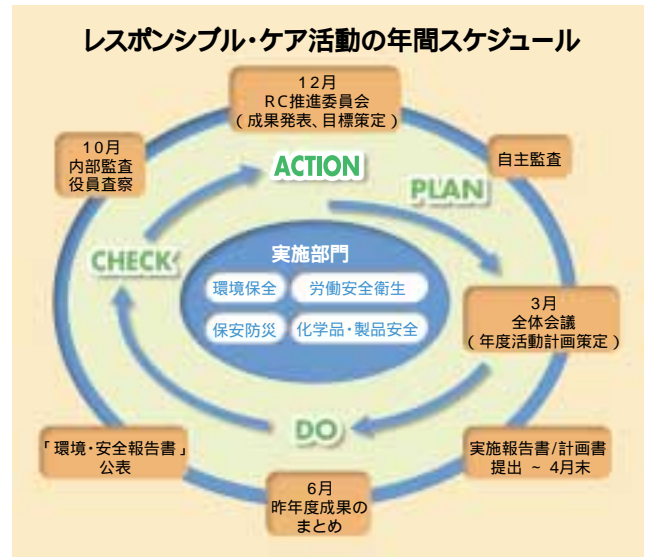 レスポンシブル・ケア活動の年間スケジュール
12月
RC推進委員会
(成果発表、目標策定)
10月
内部監査
役員査察
自主監査
ACTION
PLAN
CHECK
実施部門
環境保全
労働安全衛生
保安防災
化学品・製品安全
3月
全体会議
(年度活動計画策定)
DO
「環境・安全報告書」
公表
実施報告書/計画書
提出 ~ 4月末
6月
昨年度成果の
まとめ